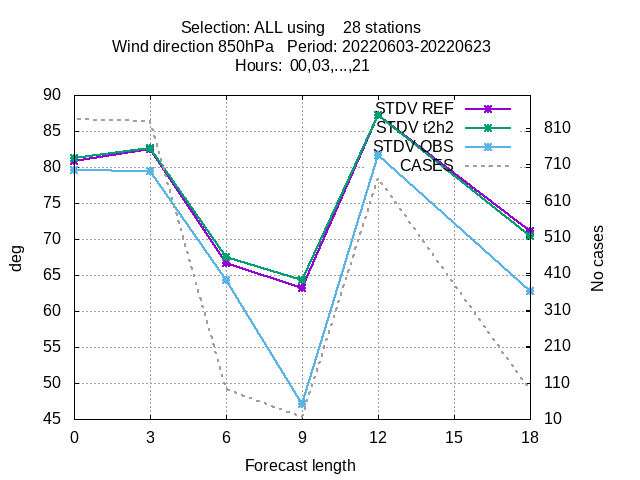 Selection: ALL using    28 stations
Wind direction 850hPa   Period: 20220603-20220623
Hours:  00,03,...,21
90
85
80
75
70
65
60
55
50
45
deg
STDV REF
STDV t2h2
STDV OBS
CASES
810
710
610
510
410
310
210
110
10
No cases
0 3 6 9 12 15 18
Forecast length